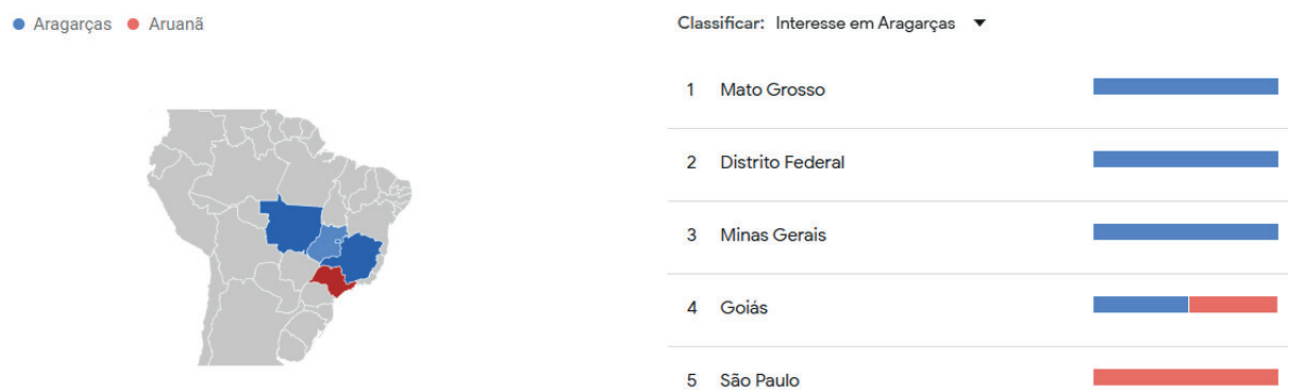 Aragarças Aruanã
Classificar: Interesse em Aragarças
1 Mato Grosso
2 Distrito Federal
3 Minas Gerais
4 Goiás
5 São Paulo